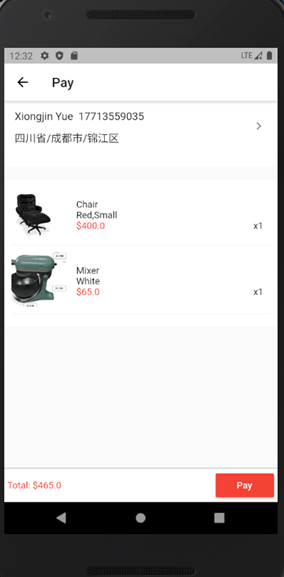 12:32 LTE
Pay
Xiongjin Yue 17713559035
四川省/成都市/锦江区
Chair
Red,Small
$400.0 x1
Mixer
White
$65.0 x1
Total: $465.0 Pay